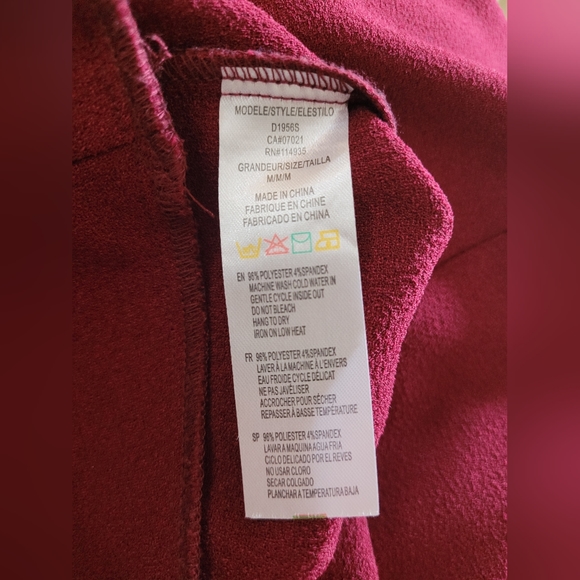 MODELE/STYLE/ELESTILO
D1956S
CA#07021
RN#114935
GRANDEUR/SIZE/TAILLA
M/M/M
MADE IN CHINA
FABRIQUE EN CHINE
FABRICADO EN CHINA
EN 96% POLYESTER 4%SPANDEX
MACHINE WASH COLD WATER IN
GENTLE CYCLE INSIDE OUT
DO NOT BLEACH
HANG TO DRY
IRON ON LOW HEAT
FR 96% POLYESTER 4%SPANDEX
LAVER À LA MACHINE À L'ENVERS
EAU FROIDE CYCLE DÉLICAT
NE PAS JAVÉLISER
ACCROCHER POUR SÉCHER
REPASSER À BASSE TEMPÉRATURE
SP 96% POLIESTER 4%SPANDEX
LAVAR A MAQUINA AGUA FRIA
CICLO DELICADO POR EL REVES
NO USAR CLORO
SECAR COLGADO
PLANCHAR A TEMPERATURA BAJA